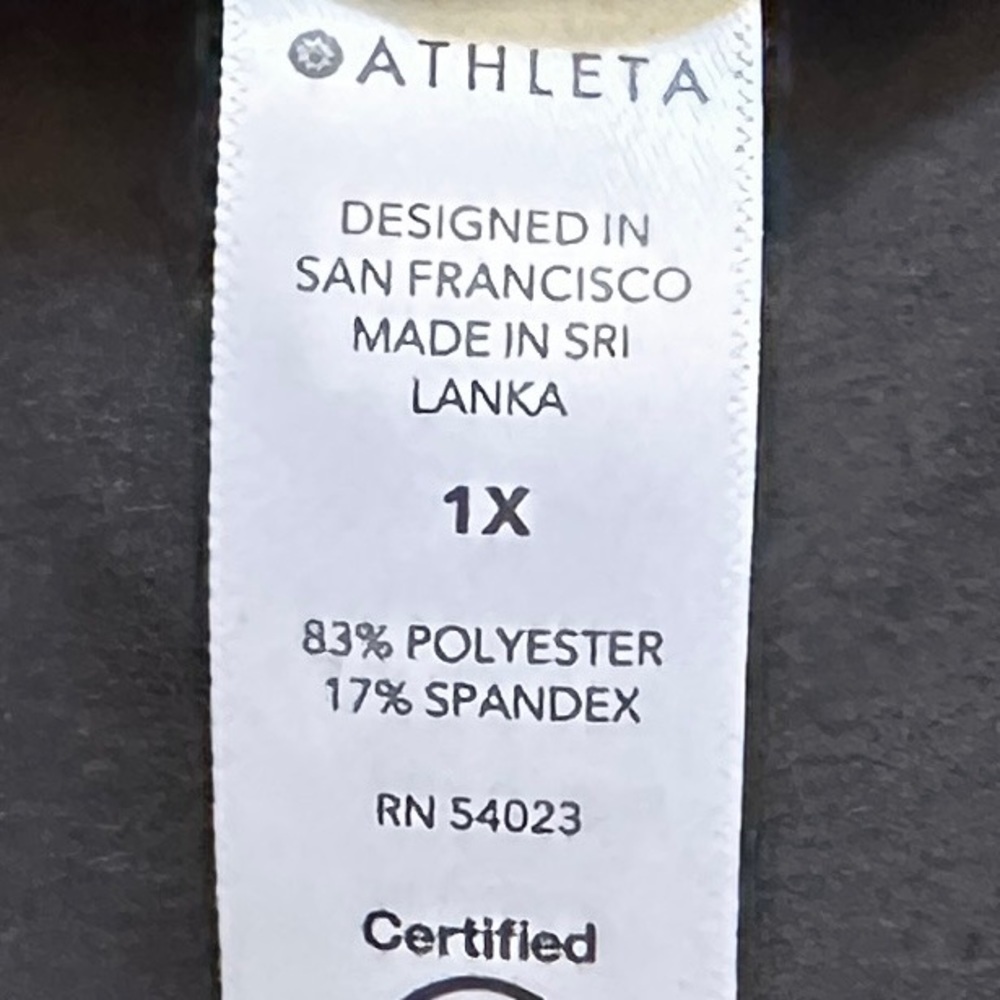 ATHLETA
DESIGNED IN
SAN FRANCISCO
MADE IN SRI
LANKA
1X
83% POLYESTER
17% SPANDEX
RN 54023
Certified